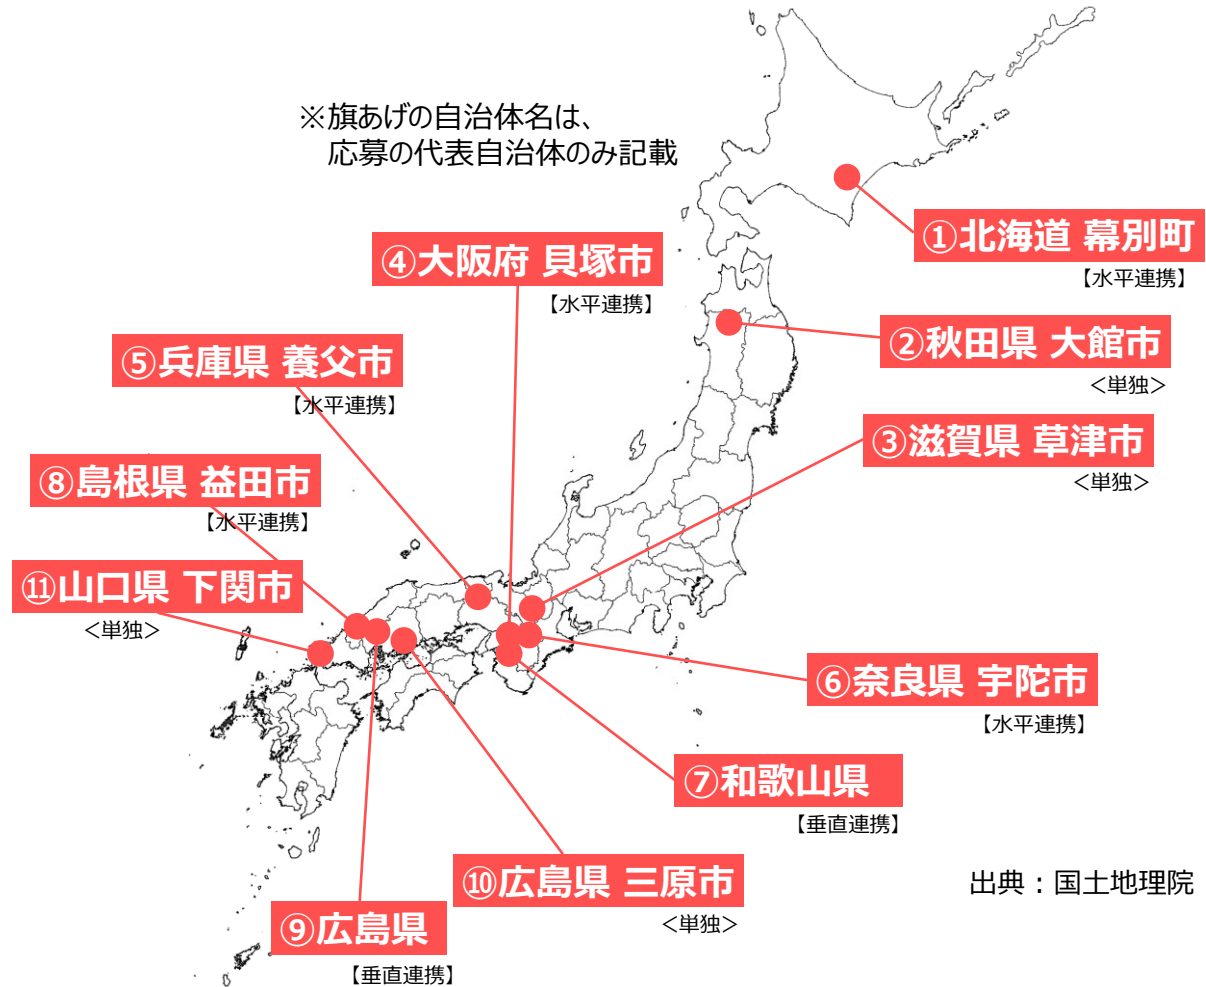 ※旗あげの自治体名は、
応募の代表自治体のみ記載
①北海道 幕別町
【水平連携】
②秋田県 大館市
＜単独＞
③滋賀県 草津市
＜単独＞
④大阪府 貝塚市
【水平連携】
⑤兵庫県 養父市
【水平連携】
⑧島根県 益田市
【水平連携】
⑪山口県 下関市
＜単独＞
⑥奈良県 宇陀市
【水平連携】
⑦和歌山県
【垂直連携】
⑩広島県 三原市
＜単独＞
⑨広島県
【垂直連携】
出典：国土地理院